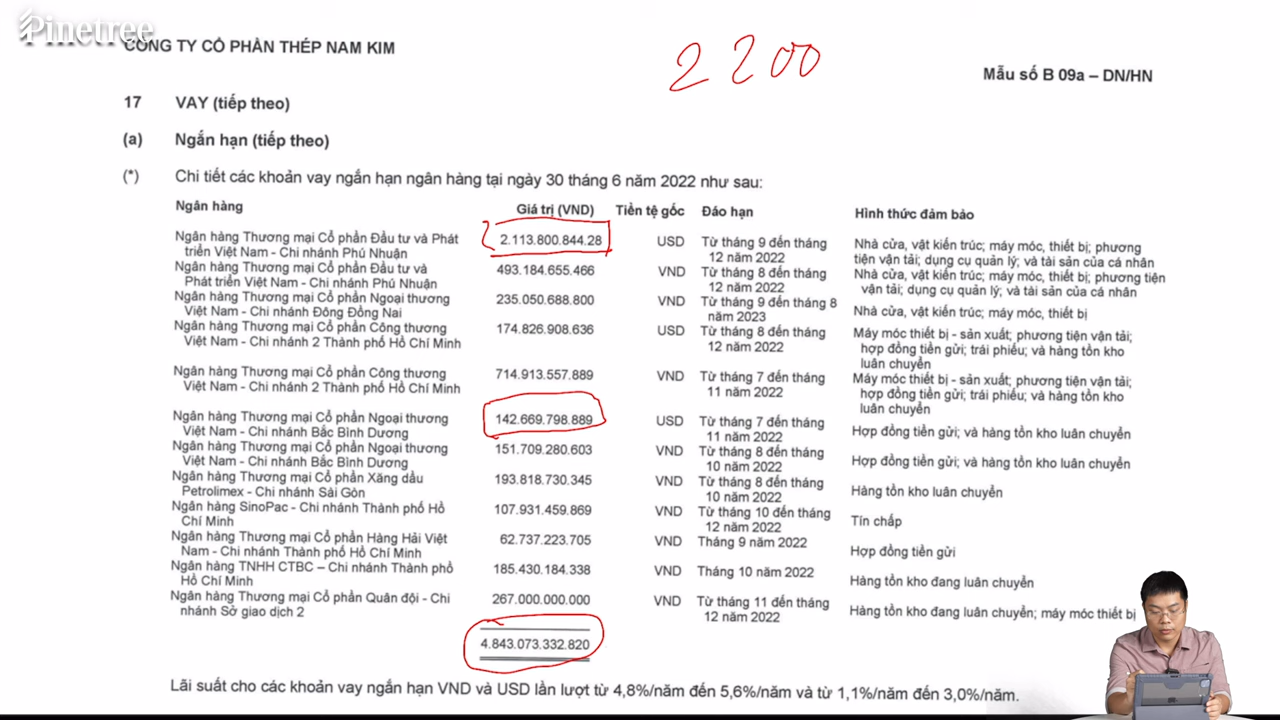 Pinetree
CÔNG TY CỔ PHẦN THÉP NAM KIM
2200
Mẫu số B 09a – DN/HN
17 VAY (tiếp theo)
(a) Ngắn hạn (tiếp theo)
(*) Chi tiết các khoản vay ngắn hạn ngân hàng tại ngày 30 tháng 6 năm 2022 như sau:
Ngân hàng Giá trị (VND) Tiền tệ gốc Đáo hạn Hình thức đảm bảo
Ngân hàng Thương mại Cổ phần Đầu tư và Phát 2.113.800.844.28 USD Từ tháng 9 đến tháng Nhà cửa, vật kiến trúc; máy móc, thiết bị; phương
triển Việt Nam - Chi nhánh Phú Nhuận 12 năm 2022 tiện vận tải; dụng cụ quản lý; và tài sản của cá nhân
Ngân hàng Thương mại Cổ phần Đầu tư và 493.184.655.466 VND Từ tháng 8 đến tháng Nhà cửa, vật kiến trúc; máy móc, thiết bị; phương tiện
Phát triển Việt Nam - Chi nhánh Phú Nhuận 12 năm 2022 vận tải; dụng cụ quản lý; và tài sản của cá nhân
Ngân hàng Thương mại Cổ phần Ngoại thương 235.050.688.800 VND Từ tháng 9 đến tháng 8 Nhà cửa, vật kiến trúc; máy móc, thiết bị
Việt Nam - Chi nhánh Đông Đồng Nai năm 2023
Ngân hàng Thương mại Cổ phần Công thương 174.826.908.636 USD Từ tháng 8 đến tháng Máy móc thiết bị - sản xuất; phương tiện vận tải;
Việt Nam - Chi nhánh 2 Thành phố Hồ Chí Minh 12 năm 2022 hợp đồng tiền gửi; trái phiếu; và hàng tồn kho
luân chuyển
Ngân hàng Thương mại Cổ phần Công thương 714.913.557.889 VND Từ tháng 7 đến tháng Máy móc thiết bị - sản xuất; phương tiện vận tải;
Việt Nam - Chi nhánh 2 Thành phố Hồ Chí Minh 11 năm 2022 hợp đồng tiền gửi; trái phiếu; và hàng tồn kho
luân chuyển
Ngân hàng Thương mại Cổ phần Ngoại thương 142.669.798.889 USD Từ tháng 7 đến tháng Hợp đồng tiền gửi; và hàng tồn kho luân chuyển
Việt Nam - Chi nhánh Bắc Bình Dương 11 năm 2022
Ngân hàng Thương mại Cổ phần Ngoại thương 151.709.280.603 VND Từ tháng 8 đến tháng Hợp đồng tiền gửi; và hàng tồn kho luân chuyển
Việt Nam - Chi nhánh Bắc Bình Dương 10 năm 2022
Ngân hàng Thương mại Cổ phần Xăng dầu 193.818.730.345 VND Từ tháng 8 đến tháng Hàng tồn kho luân chuyển
Petrolimex - Chi nhánh Sài Gòn 10 năm 2022
Ngân hàng SinoPac - Chi nhánh Thành phố Hồ 107.931.459.869 VND Từ tháng 10 đến tháng Tín chấp
Chí Minh 12 năm 2022
Ngân hàng Thương mại Cổ phần Hàng Hải Việt 62.737.223.705 VND Tháng 9 năm 2022 Hợp đồng tiền gửi
Nam - Chi nhánh Thành phố Hồ Chí Minh
Ngân hàng TNHH CTBC – Chi nhánh Thành phố 185.430.184.338 VND Tháng 10 năm 2022 Hàng tồn kho đang luân chuyển
Hồ Chí Minh
Ngân hàng Thương mại Cổ phần Quân đội - Chi 267.000.000.000 VND Từ tháng 11 đến tháng Hàng tồn kho đang luân chuyển; máy móc thiết bị
nhánh Sở giao dịch 2 12 năm 2022
4.843.073.332.820
Lãi suất cho các khoản vay ngắn hạn VND và USD lần lượt từ 4,8%/năm đến 5,6%/năm và từ 1,1%/năm đến 3,0%/năm.